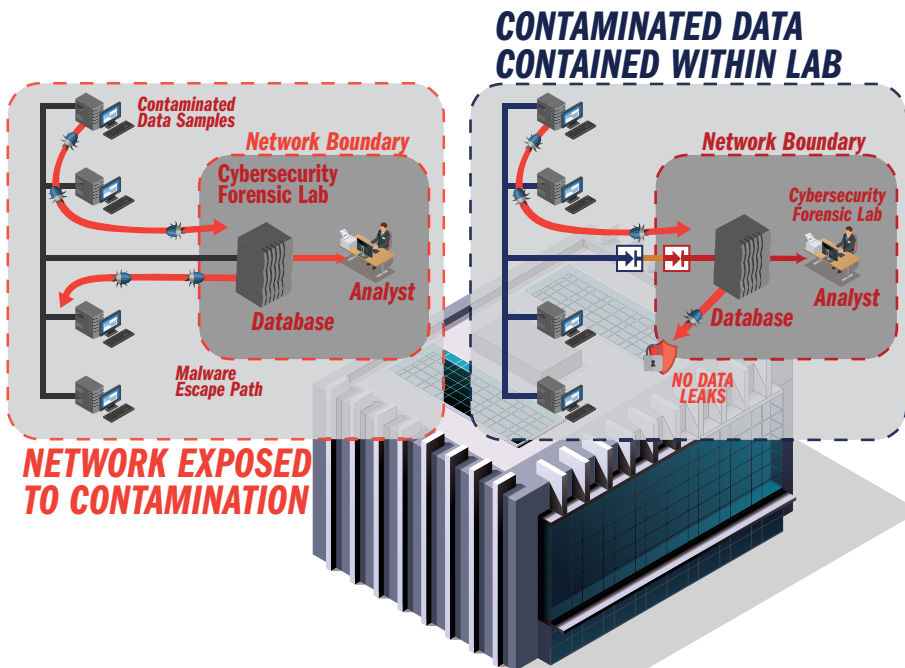 CONTAMINATED DATA
CONTAINED WITHIN LAB
Contaminated
Data Samples
Network Boundary
Cybersecurity
Forensic Lab
Database
Analyst
Malware
Escape Path
NETWORK EXPOSED
TO CONTAMINATION
Network Boundary
Cybersecurity
Forensic Lab
Database
Analyst
NO DATA
LEAKS